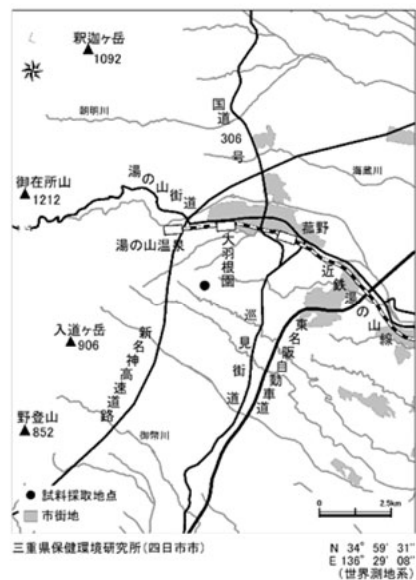 釈迦ヶ岳
1092
朝明川
国道306号
海蔵川
御在所山
1212
湯の山街道
菰野
湯の山温泉
大羽根園
近鉄湯の山線
入道ヶ岳
906
新名神高速道路
巡見街道
東名阪自動車道
野登山
852
御幣川
試料採取地点
市街地
0
2.5km
三重県保健環境研究所(四日市市)
N 34° 59′ 31″
E 136° 29′ 08″
(世界測地系)